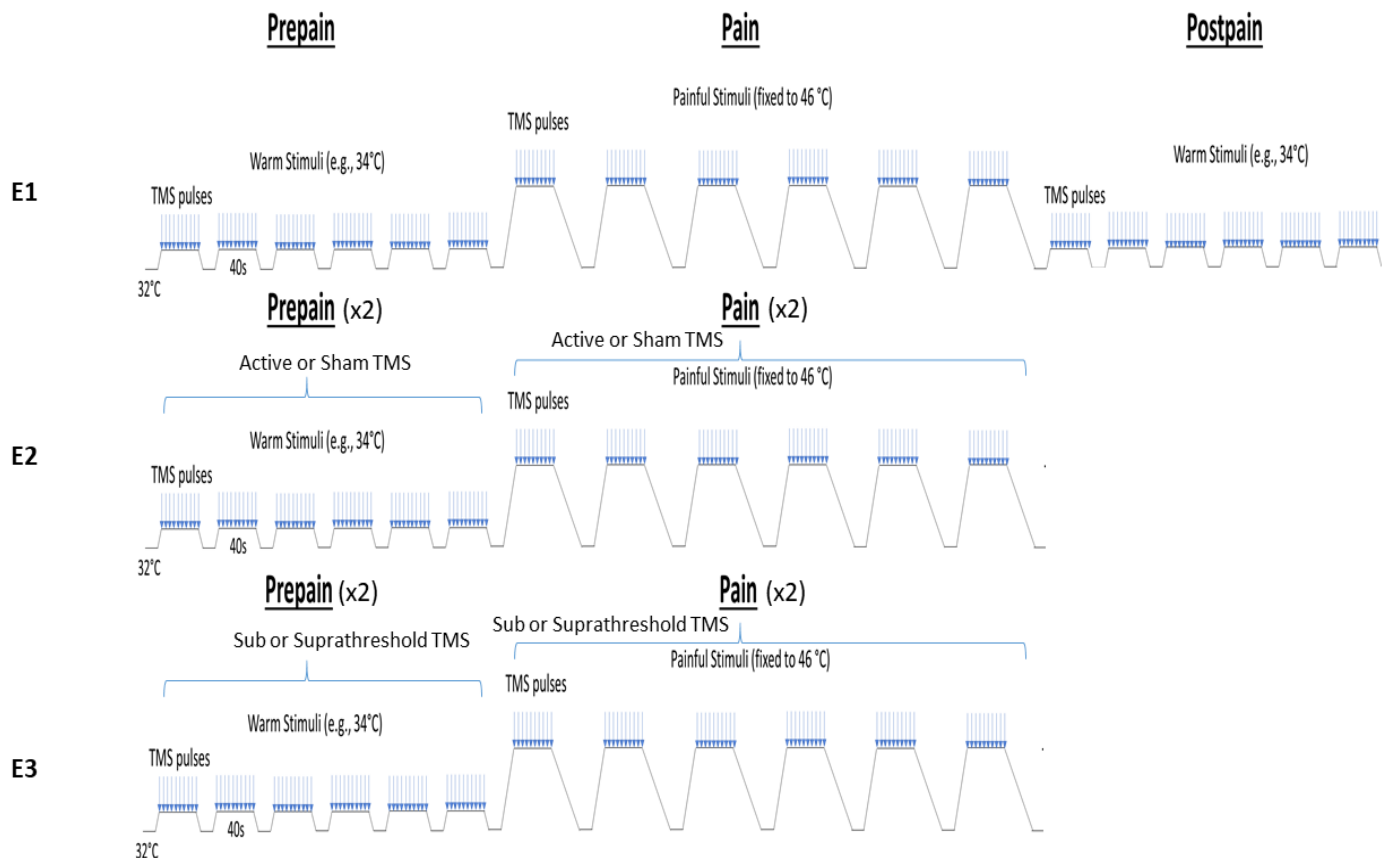 Prepain
Pain
Postpain
Painful Stimuli (fixed to 46 °C)
TMS pulses
Warm Stimuli (e.g., 34°C)
Warm Stimuli (e.g., 34°C)
E1
TMS pulses
TMS pulses
40s
32°C
Prepain (x2)
Pain (x2)
Active or Sham TMS
Active or Sham TMS
Painful Stimuli (fixed to 46 °C)
TMS pulses
Warm Stimuli (e.g., 34°C)
E2
TMS pulses
40s
32°C
Prepain (x2)
Pain (x2)
Sub or Suprathreshold TMS
Sub or Suprathreshold TMS
Painful Stimuli (fixed to 46 °C)
TMS pulses
Warm Stimuli (e.g., 34°C)
TMS pulses
E3
40s
32°C